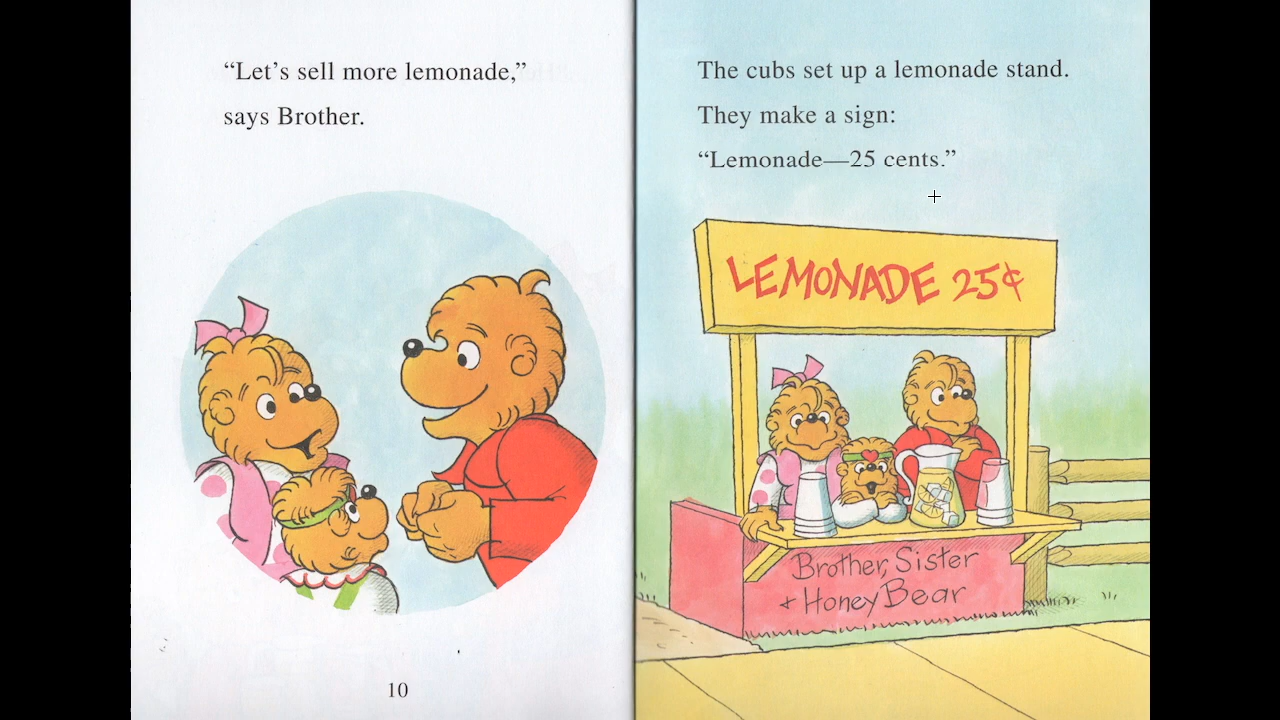 “Let’s sell more lemonade,”
says Brother.
10
The cubs set up a lemonade stand.
They make a sign:
“Lemonade—25 cents.”
LEMONADE 25¢
Brother, Sister
+ Honey Bear